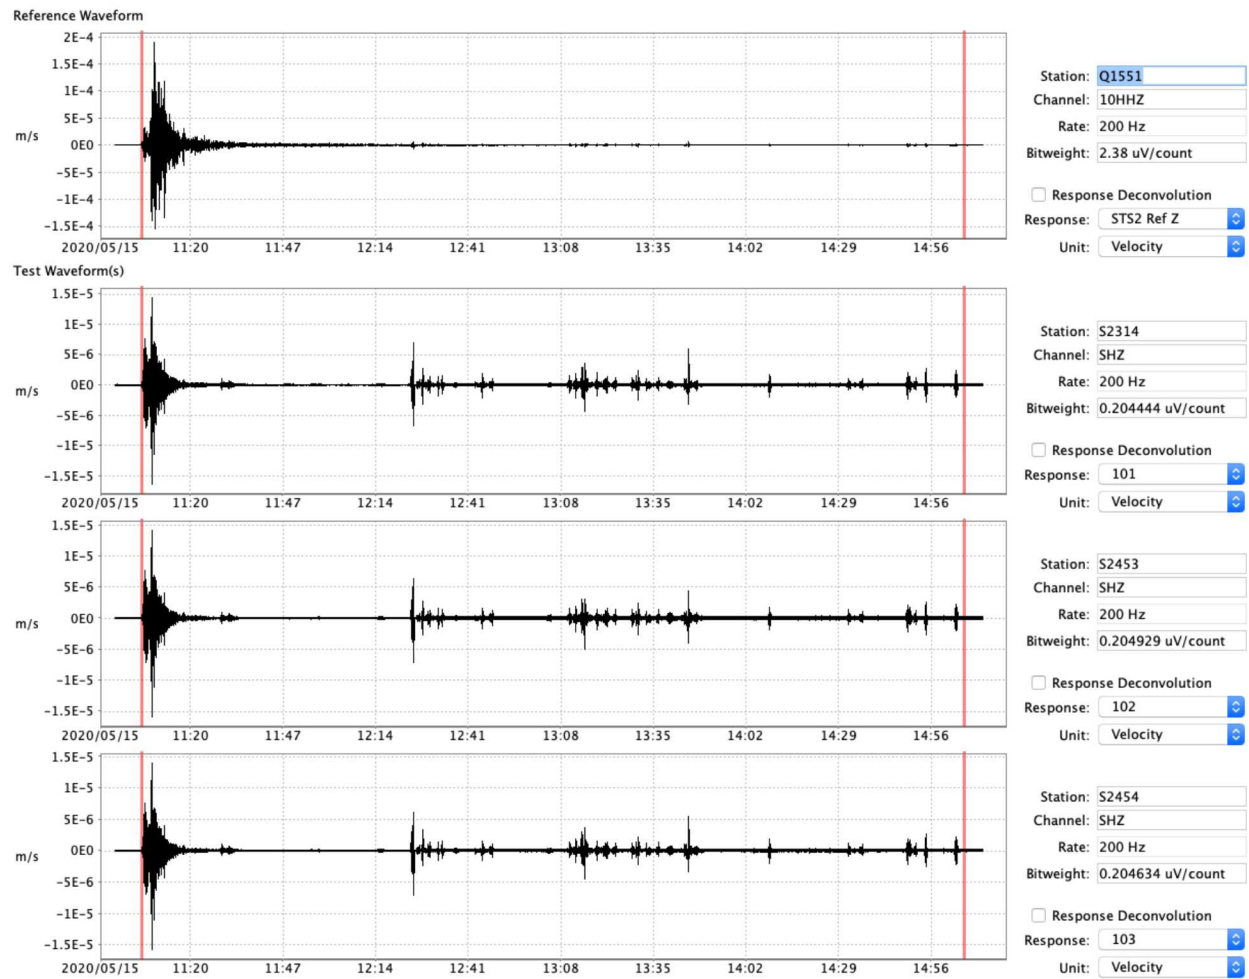 Reference Waveform
2E-4
1.5E-4
1E-4
5E-5
0E0
-5E-5
-1E-4
-1.5E-4
m/s
2020/05/15 11:20 11:47 12:14 12:41 13:08 13:35 14:02 14:29 14:56
Station: Q1551
Channel: 10HHZ
Rate: 200 Hz
Bitweight: 2.38 uV/count
Response Deconvolution
Response: STS2 Ref Z
Unit: Velocity
Test Waveform(s)
1.5E-5
1E-5
5E-6
0E0
-5E-6
-1E-5
-1.5E-5
m/s
2020/05/15 11:20 11:47 12:14 12:41 13:08 13:35 14:02 14:29 14:56
Station: S2314
Channel: SHZ
Rate: 200 Hz
Bitweight: 0.204444 uV/count
Response Deconvolution
Response: 101
Unit: Velocity
1.5E-5
1E-5
5E-6
0E0
-5E-6
-1E-5
-1.5E-5
m/s
2020/05/15 11:20 11:47 12:14 12:41 13:08 13:35 14:02 14:29 14:56
Station: S2453
Channel: SHZ
Rate: 200 Hz
Bitweight: 0.204929 uV/count
Response Deconvolution
Response: 102
Unit: Velocity
1.5E-5
1E-5
5E-6
0E0
-5E-6
-1E-5
-1.5E-5
m/s
2020/05/15 11:20 11:47 12:14 12:41 13:08 13:35 14:02 14:29 14:56
Station: S2454
Channel: SHZ
Rate: 200 Hz
Bitweight: 0.204634 uV/count
Response Deconvolution
Response: 103
Unit: Velocity